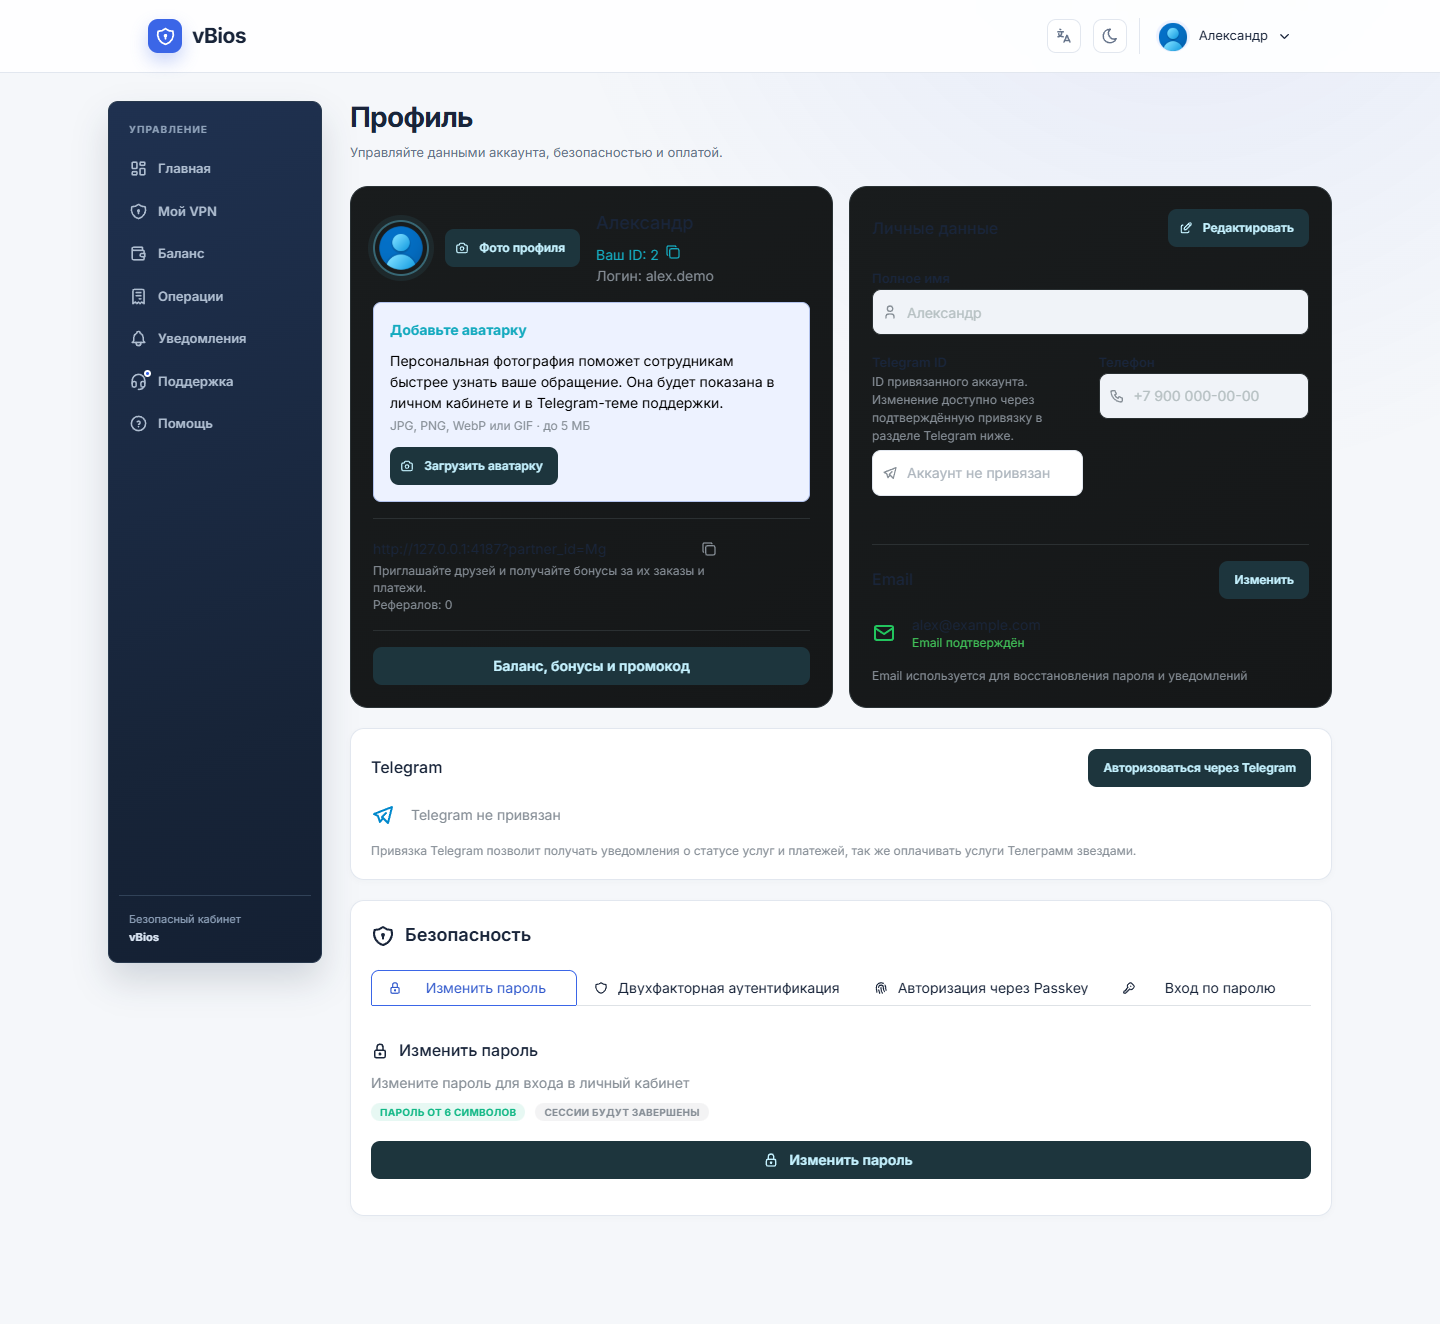 vBios
Александр
УПРАВЛЕНИЕ
Главная
Мой VPN
Баланс
Операции
Уведомления
Поддержка
Помощь
Безопасный кабинет
vBios
Профиль
Управляйте данными аккаунта, безопасностью и оплатой.
Фото профиля
Александр
Ваш ID: 2
Логин: alex.demo
Добавьте аватарку
Персональная фотография поможет сотрудникам
быстрее узнать ваше обращение. Она будет показана в
личном кабинете и в Telegram-теме поддержки.
JPG, PNG, WebP или GIF · до 5 МБ
Загрузить аватарку
http://127.0.0.1:4187?partner_id=Mg
Приглашайте друзей и получайте бонусы за их заказы и
платежи.
Рефералов: 0
Баланс, бонусы и промокод
Личные данные
Редактировать
Полное имя
Александр
Telegram ID
ID привязанного аккаунта.
Изменение доступно через
подтверждённую привязку в
разделе Telegram ниже.
Аккаунт не привязан
Телефон
+7 900 000-00-00
Email
Изменить
alex@example.com
Email подтверждён
Email используется для восстановления пароля и уведомлений
Telegram
Авторизоваться через Telegram
Telegram не привязан
Привязка Telegram позволит получать уведомления о статусе услуг и платежей, так же оплачивать услуги Телеграмм звездами.
Безопасность
Изменить пароль
Двухфакторная аутентификация
Авторизация через Passkey
Вход по паролю
Изменить пароль
Измените пароль для входа в личный кабинет
ПАРОЛЬ ОТ 6 СИМВОЛОВ
СЕССИИ БУДУТ ЗАВЕРШЕНЫ
Изменить пароль